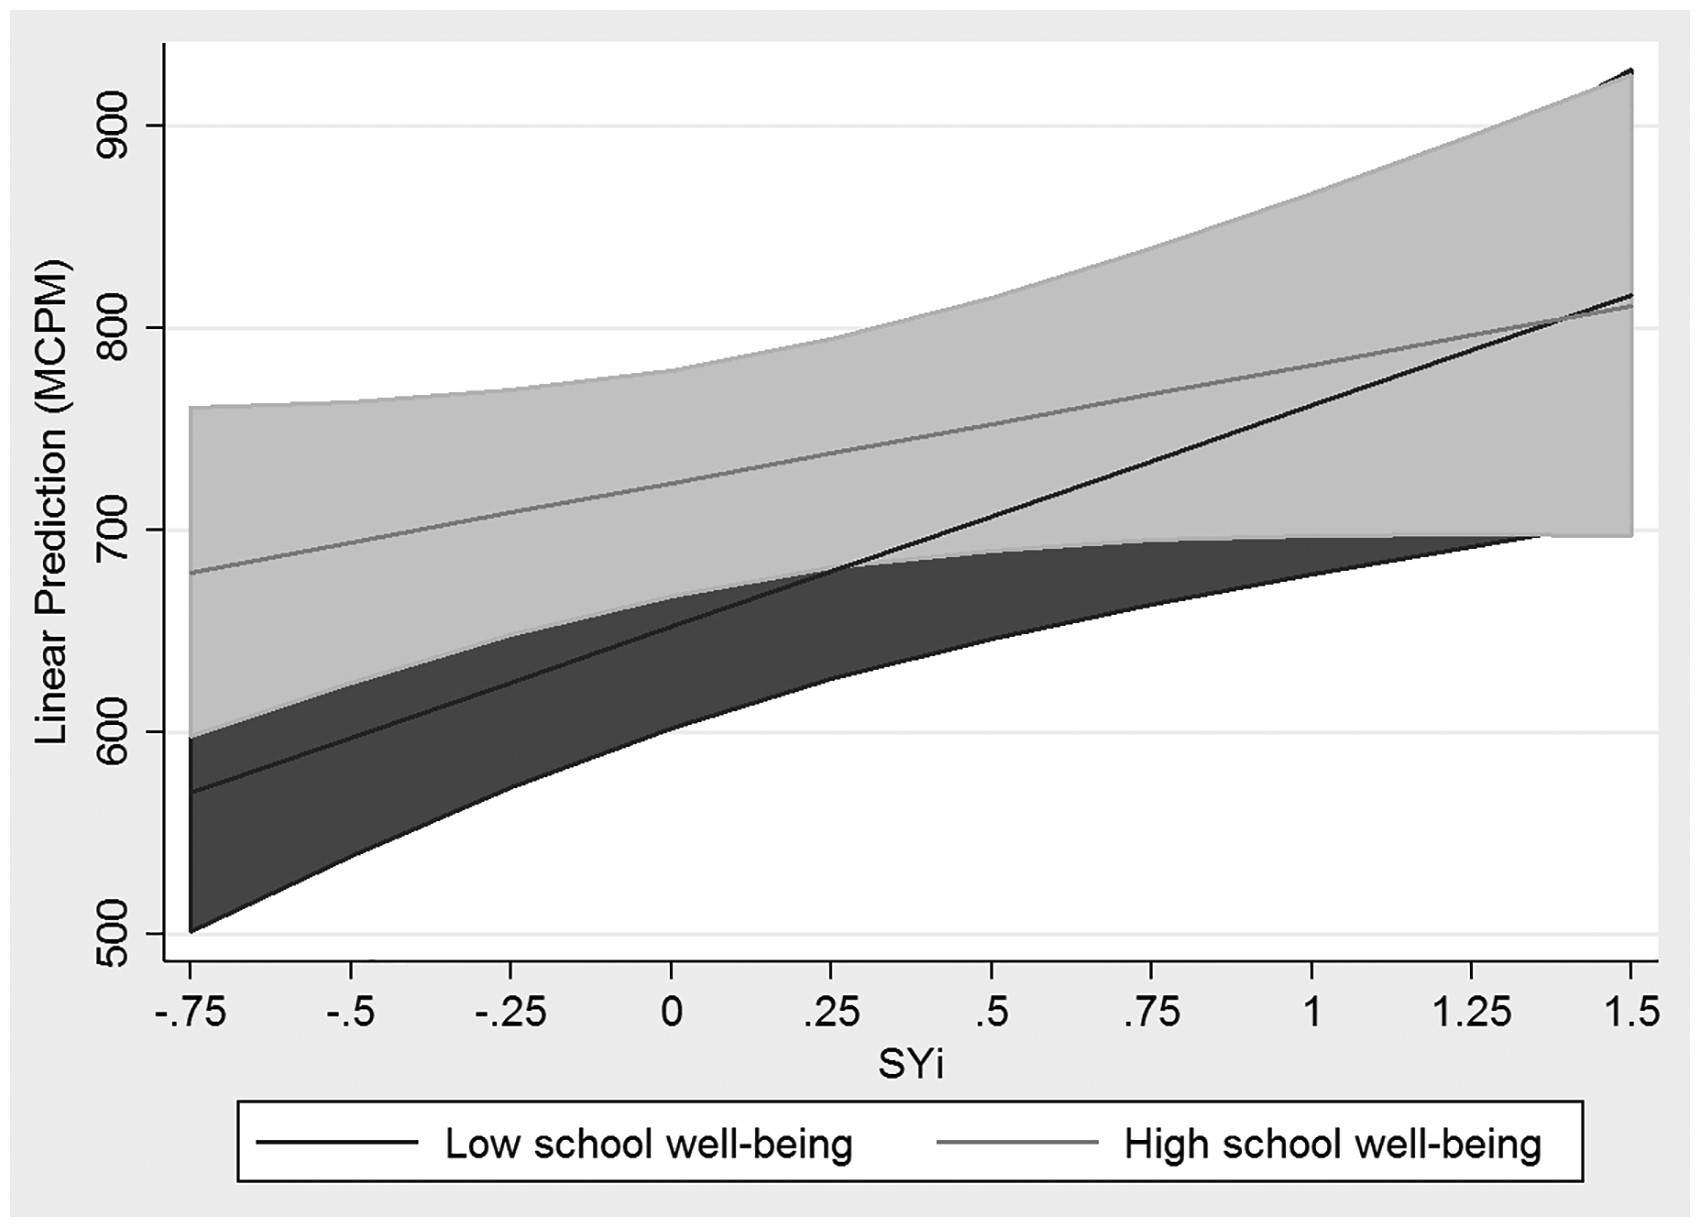 Linear Prediction (MCPM)
900
800
700
600
500
-.75 -.5 -.25 0 .25 .5 .75 1 1.25 1.5
SYi
Low school well-being High school well-being